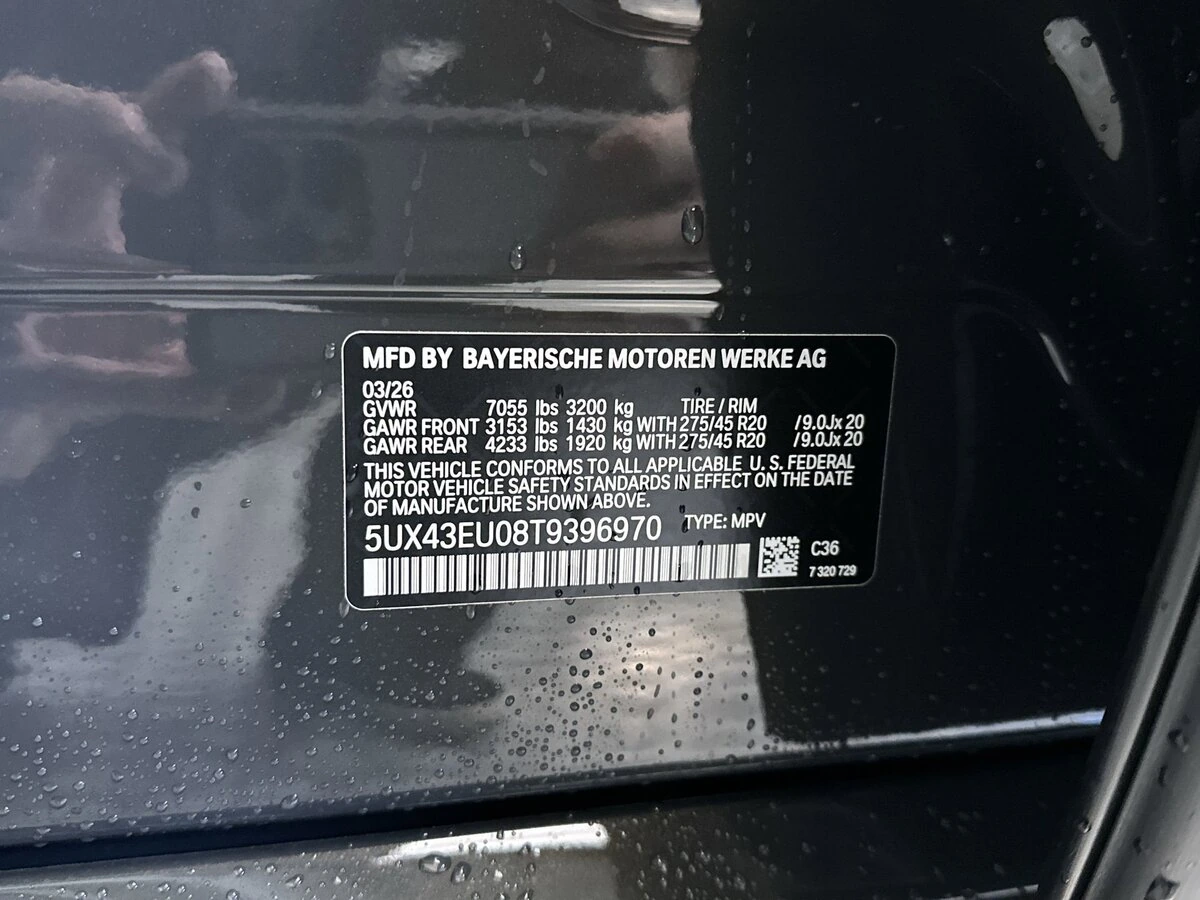 MFD BY BAYERISCHE MOTOREN WERKE AG
03/26
GVWR 7055 lbs 3200 kg TIRE / RIM
GAWR FRONT 3153 lbs 1430 kg WITH 275/45 R20 /9.0Jx 20
GAWR REAR 4233 lbs 1920 kg WITH 275/45 R20 /9.0Jx 20
THIS VEHICLE CONFORMS TO ALL APPLICABLE U. S. FEDERAL
MOTOR VEHICLE SAFETY STANDARDS IN EFFECT ON THE DATE
OF MANUFACTURE SHOWN ABOVE.
5UX43EU08T9396970 TYPE: MPV
C36
7 320 729